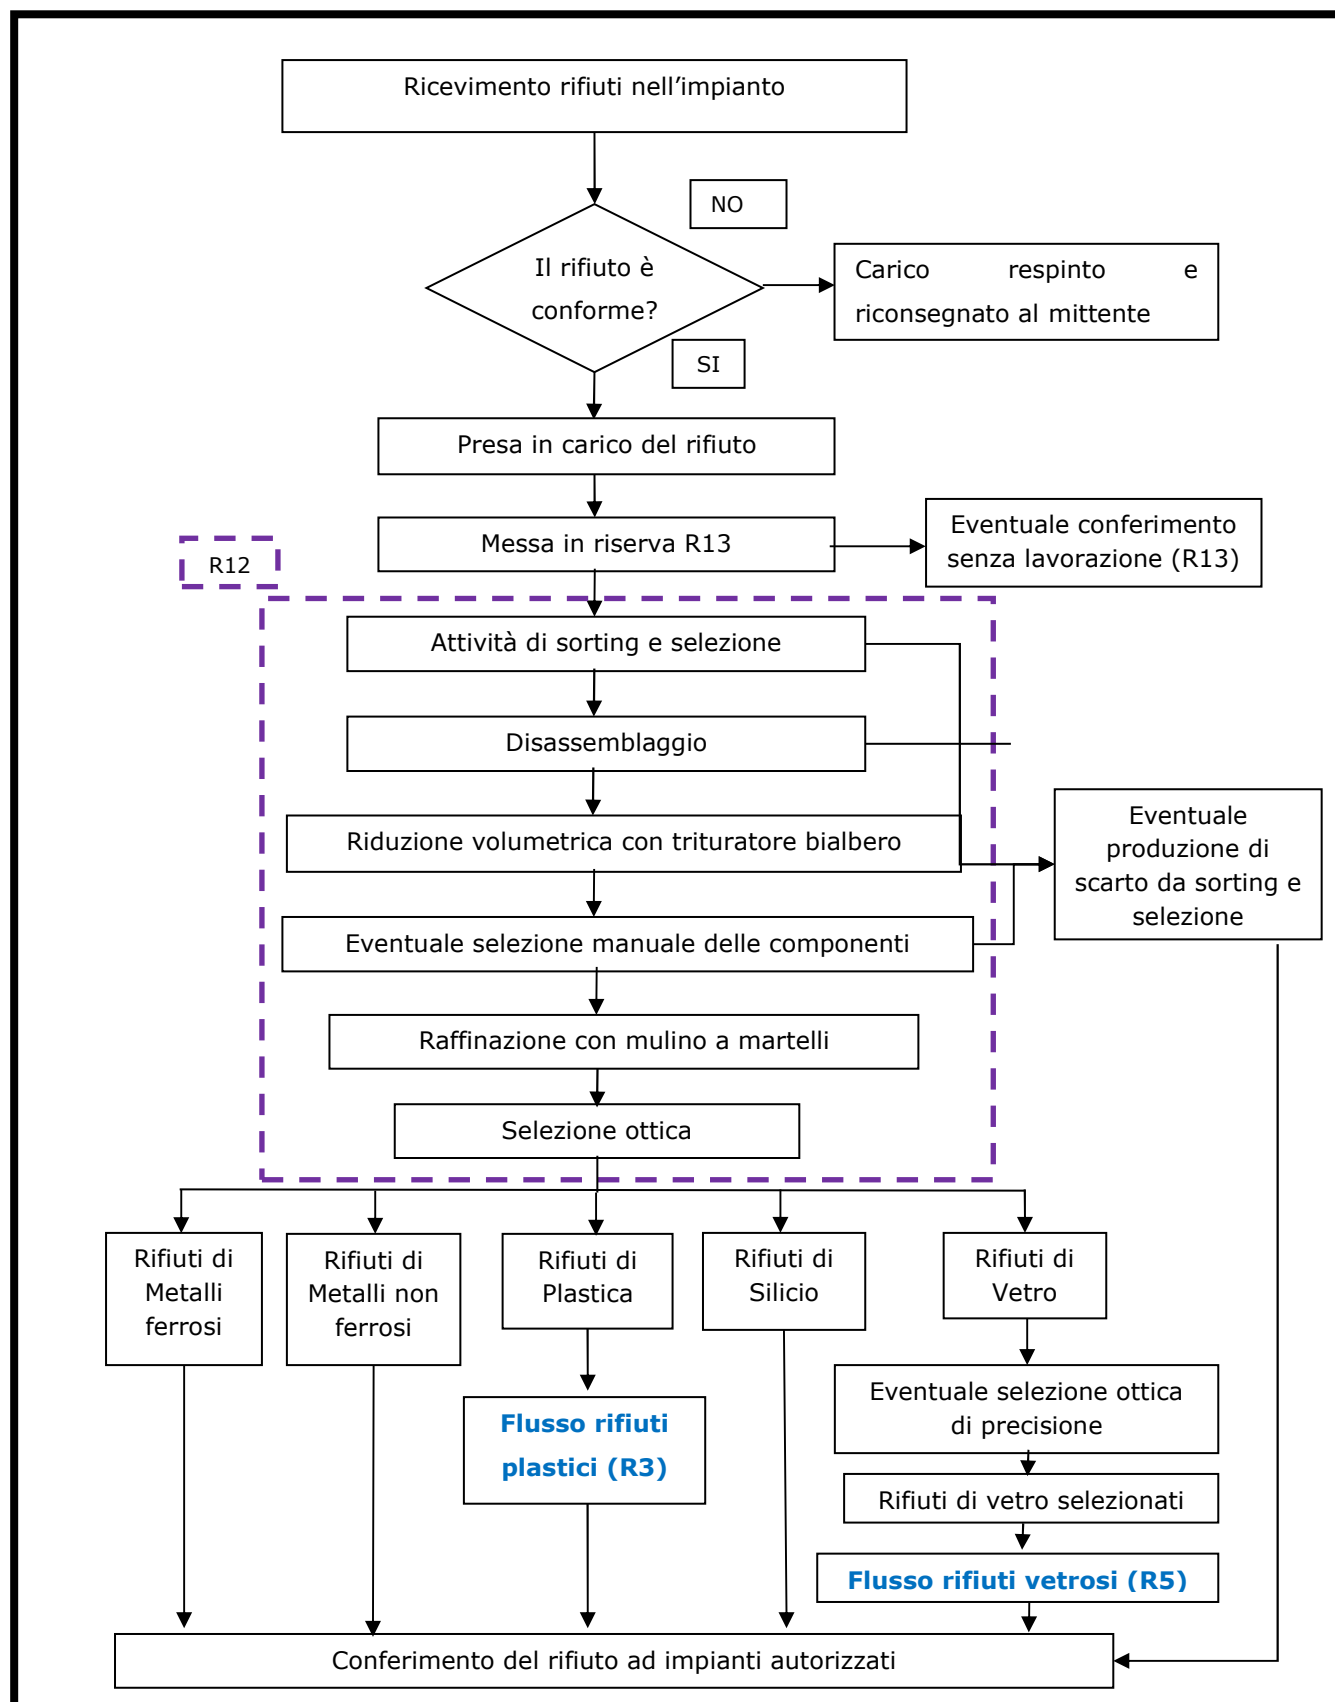 Ricevimento rifiuti nell'impianto
NO
Il rifiuto è
conforme?
Carico respinto e
riconsegnato al mittente
SI
Presa in carico del rifiuto
Messa in riserva R13
Eventuale conferimento
senza lavorazione (R13)
R12
Attività di sorting e selezione
Disassemblaggio
Riduzione volumetrica con trituratore bialbero
Eventuale
produzione di
scarto da sorting e
selezione
Eventuale selezione manuale delle componenti
Raffinazione con mulino a martelli
Selezione ottica
Rifiuti di
Metalli
ferrosi
Rifiuti di
Metalli non
ferrosi
Rifiuti di
Plastica
Rifiuti di
Silicio
Rifiuti di
Vetro
Flusso rifiuti
plastici (R3)
Eventuale selezione ottica
di precisione
Rifiuti di vetro selezionati
Flusso rifiuti vetrosi (R5)
Conferimento del rifiuto ad impianti autorizzati